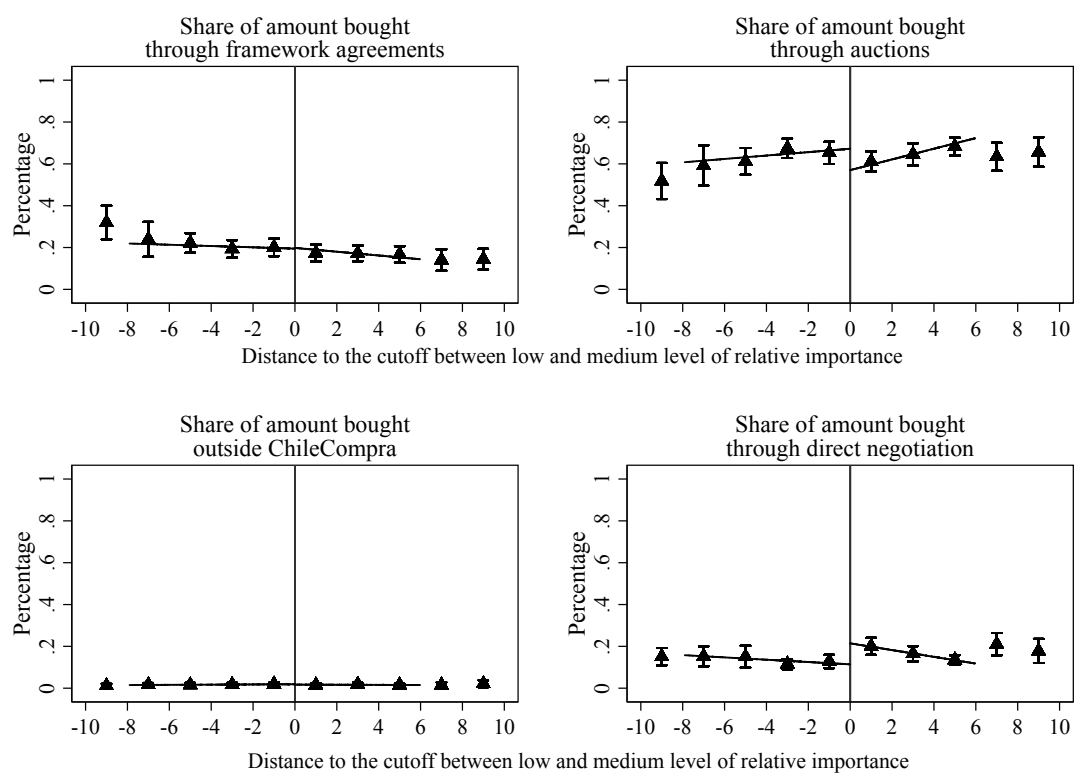 Share of amount bought
through framework agreements
Percentage
0 .2 .4 .6 .8 1
-10 -8 -6 -4 -2 0 2 4 6 8 10
Share of amount bought
through auctions
Percentage
0 .2 .4 .6 .8 1
-10 -8 -6 -4 -2 0 2 4 6 8 10
Distance to the cutoff between low and medium level of relative importance
Share of amount bought
outside ChileCompra
Percentage
0 .2 .4 .6 .8 1
-10 -8 -6 -4 -2 0 2 4 6 8 10
Share of amount bought
through direct negotiation
Percentage
0 .2 .4 .6 .8 1
-10 -8 -6 -4 -2 0 2 4 6 8 10
Distance to the cutoff between low and medium level of relative importance